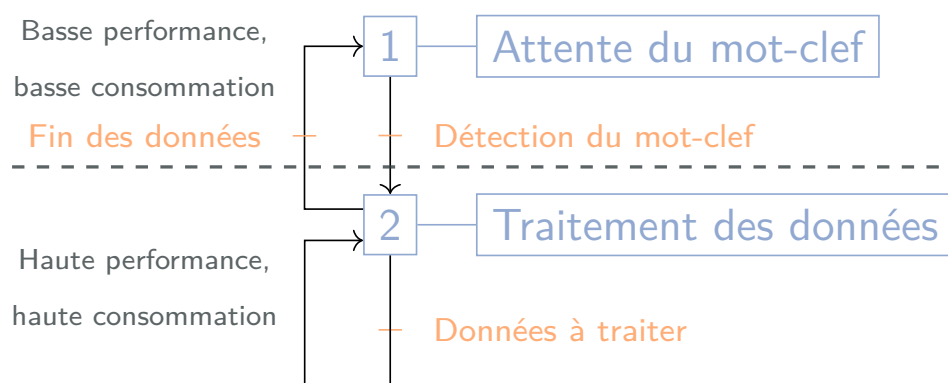 Basse performance,
basse consommation
1
Attente du mot-clef
Fin des données
Détection du mot-clef
2
Traitement des données
Haute performance,
haute consommation
Données à traiter